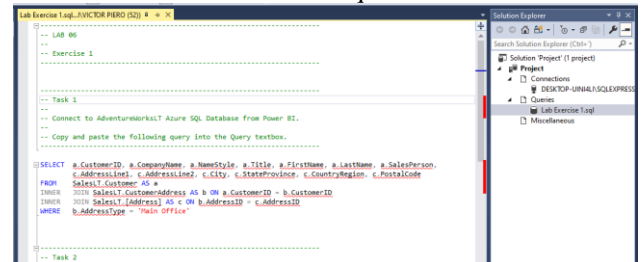 Lab Exercise 1.sql...\VICTOR PIERO (52))
-- LAB 06
--
-- Exercise 1
-- Task 1
--
-- Connect to AdventureWorksLT Azure SQL Database from Power BI.
--
-- Copy and paste the following query into the Query textbox.
SELECT a.CustomerID, a.CompanyName, a.NameStyle, a.Title, a.FirstName, a.LastName, a.SalesPerson,
c.AddressLine1, c.AddressLine2, c.City, c.StateProvince, c.CountryRegion, c.PostalCode
FROM SalesLT.Customer AS a
INNER JOIN SalesLT.CustomerAddress AS b ON a.CustomerID = b.CustomerID
INNER JOIN SalesLT.[Address] AS c ON b.AddressID = c.AddressID
WHERE b.AddressType = 'Main Office'
-- Task 2
Solution Explorer
Search Solution Explorer (Ctrl+')
Solution 'Project' (1 project)
Project
Connections
DESKTOP-UINI4LI\SQLEXPRESS
Queries
Lab Exercise 1.sql
Miscellaneous